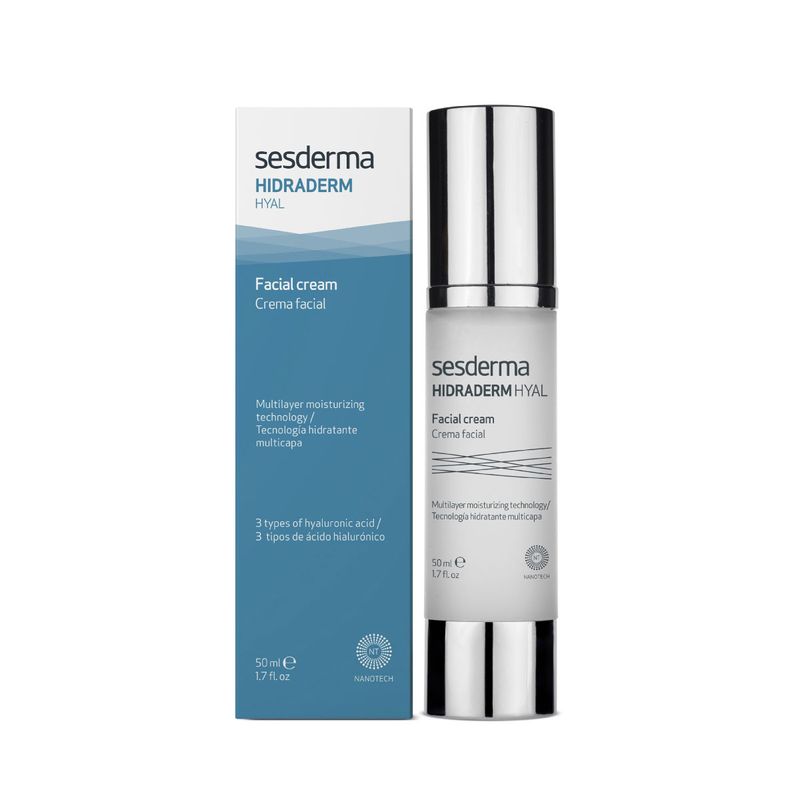 sesderma
HIDRADERM
HYAL
Facial cream
Crema facial
Multilayer moisturizing
technology /
Tecnología hidratante
multicapa
3 types of hyaluronic acid /
3 tipos de ácido hialurónico
50 ml ℮
1.7 fl. oz
NT
NANOTECH
sesderma
HIDRADERM HYAL
Facial cream
Crema facial
Multilayer moisturizing technology/
Tecnología hidratante multicapa
50 ml ℮
1.7 fl. oz
NT
NANOTECH